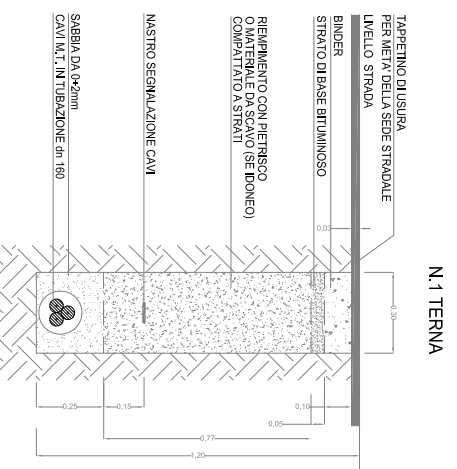 N.1 TERNA
TAPPETINO DI USURA
PER META' DELLA SEDE STRADALE
LIVELLO STRADA
BINDER
STRATO DI BASE BITUMINOSO
RIEMPIMENTO CON PIETRISCO
O MATERIALE DA SCAVO (SE IDONEO)
COMPATTATO A STRATI
NASTRO SEGNALAZIONE CAVI
SABBIA DA 0÷2mm
CAVI M.T. IN TUBAZIONE dn 160
0,03
0,30
0,10
0,05
0,77
0,15
0,25
1,20